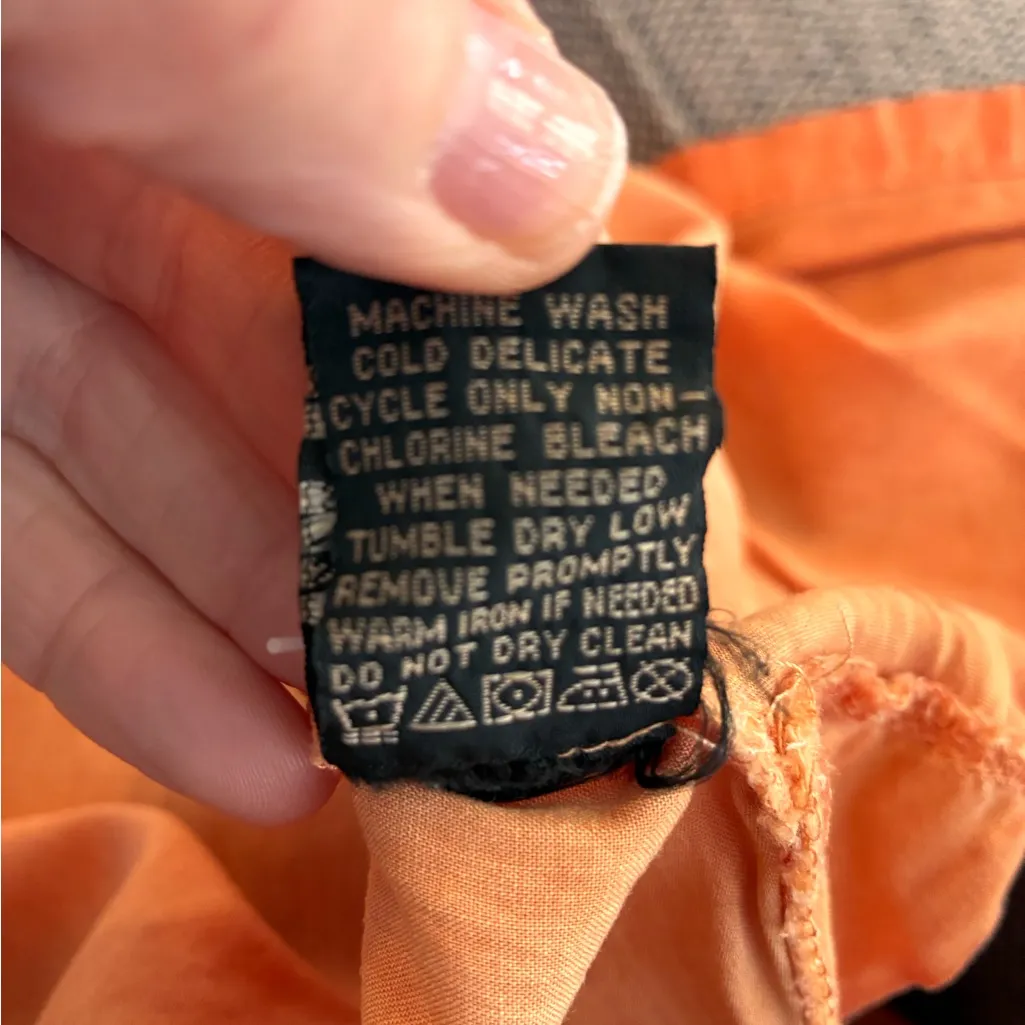 MACHINE WASH
COLD DELICATE
CYCLE ONLY NON-
CHLORINE BLEACH
WHEN NEEDED
TUMBLE DRY LOW
REMOVE PROMPTLY
WARM IRON IF NEEDED
DO NOT DRY CLEAN